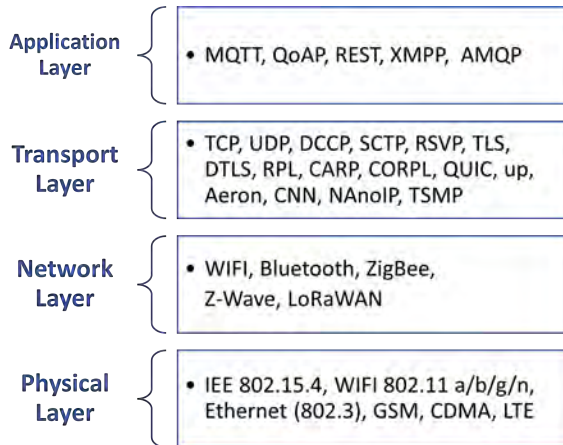 Application
Layer
• MQTT, QoAP, REST, XMPP, AMQP
Transport
Layer
• TCP, UDP, DCCP, SCTP, RSVP, TLS,
DTLS, RPL, CARP, CORPL, QUIC, up,
Aeron, CNN, NAnoIP, TSMP
Network
Layer
• WIFI, Bluetooth, ZigBee,
Z-Wave, LoRaWAN
Physical
Layer
• IEE 802.15.4, WIFI 802.11 a/b/g/n,
Ethernet (802.3), GSM, CDMA, LTE